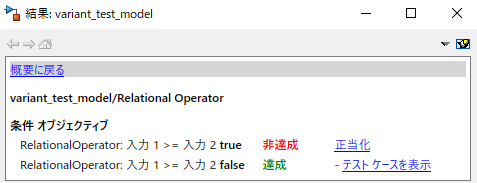 結果: variant_test_model
概要に戻る
variant_test_model/Relational Operator
条件 オブジェクティブ
RelationalOperator: 入力 1 >= 入力 2 true 非達成 正当化
RelationalOperator: 入力 1 >= 入力 2 false 達成 - テスト ケースを表示